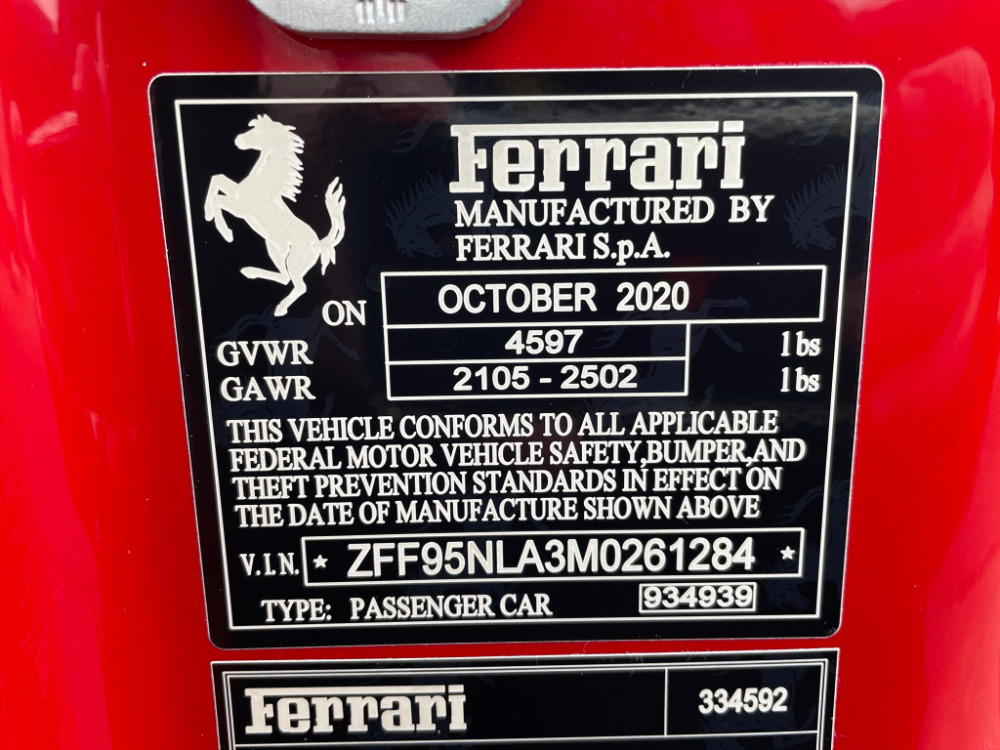 Ferrari
MANUFACTURED BY
FERRARI S.p.A.
ON OCTOBER 2020
GVWR 4597 lbs
GAWR 2105 - 2502 lbs
THIS VEHICLE CONFORMS TO ALL APPLICABLE
FEDERAL MOTOR VEHICLE SAFETY,BUMPER,AND
THEFT PREVENTION STANDARDS IN EFFECT ON
THE DATE OF MANUFACTURE SHOWN ABOVE
V.I.N. * ZFF95NLA3M0261284 *
TYPE: PASSENGER CAR 934939
Ferrari 334592